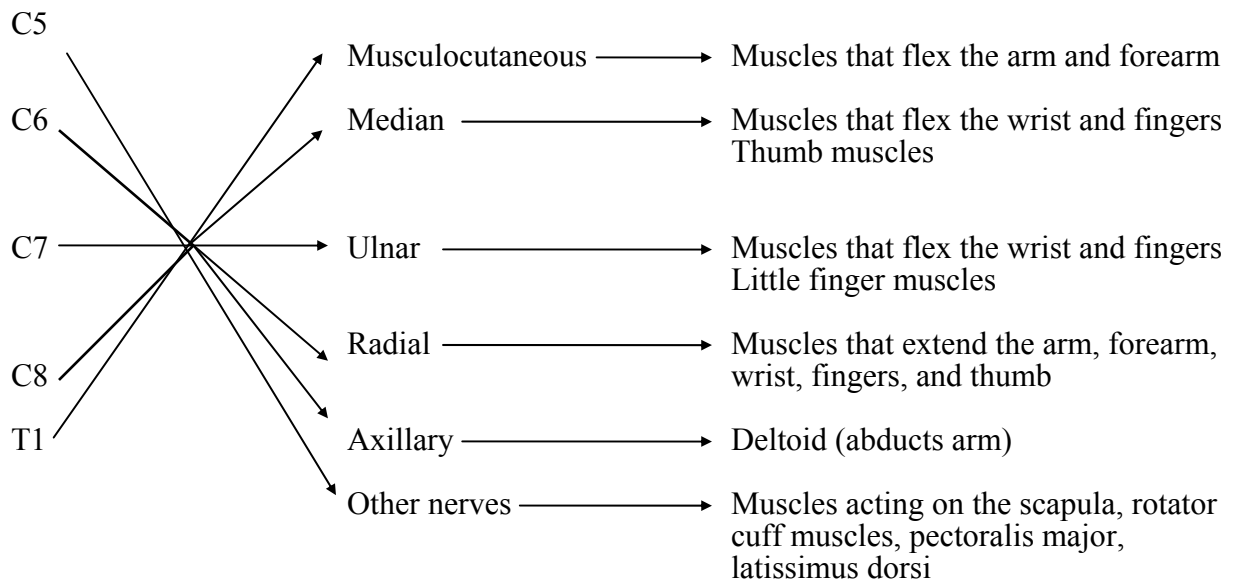 C5
Musculocutaneous
Muscles that flex the arm and forearm
C6
Median
Muscles that flex the wrist and fingers
Thumb muscles
C7
Ulnar
Muscles that flex the wrist and fingers
Little finger muscles
C8
Radial
Muscles that extend the arm, forearm,
wrist, fingers, and thumb
T1
Axillary
Deltoid (abducts arm)
Other nerves
Muscles acting on the scapula, rotator
cuff muscles, pectoralis major,
latissimus dorsi